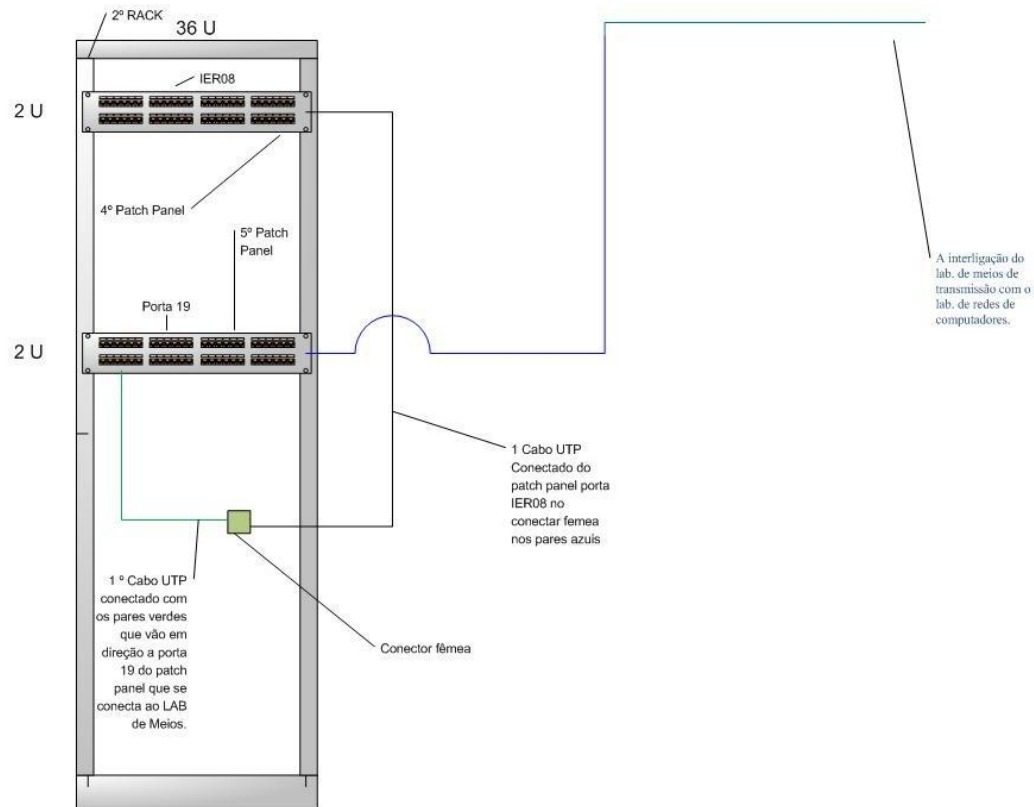 2º RACK
36 U
IER08
2 U
4º Patch Panel
5º Patch
Panel
A interligação do
lab. de meios de
transmissão com o
lab. de redes de
computadores.
Porta 19
2 U
1 Cabo UTP
Conectado do
patch panel porta
IER08 no
conectar femea
nos pares azuis
1 º Cabo UTP
conectado com
os pares verdes
que vão em
direção a porta
19 do patch
panel que se
conecta ao LAB
de Meios.
Conector fêmea